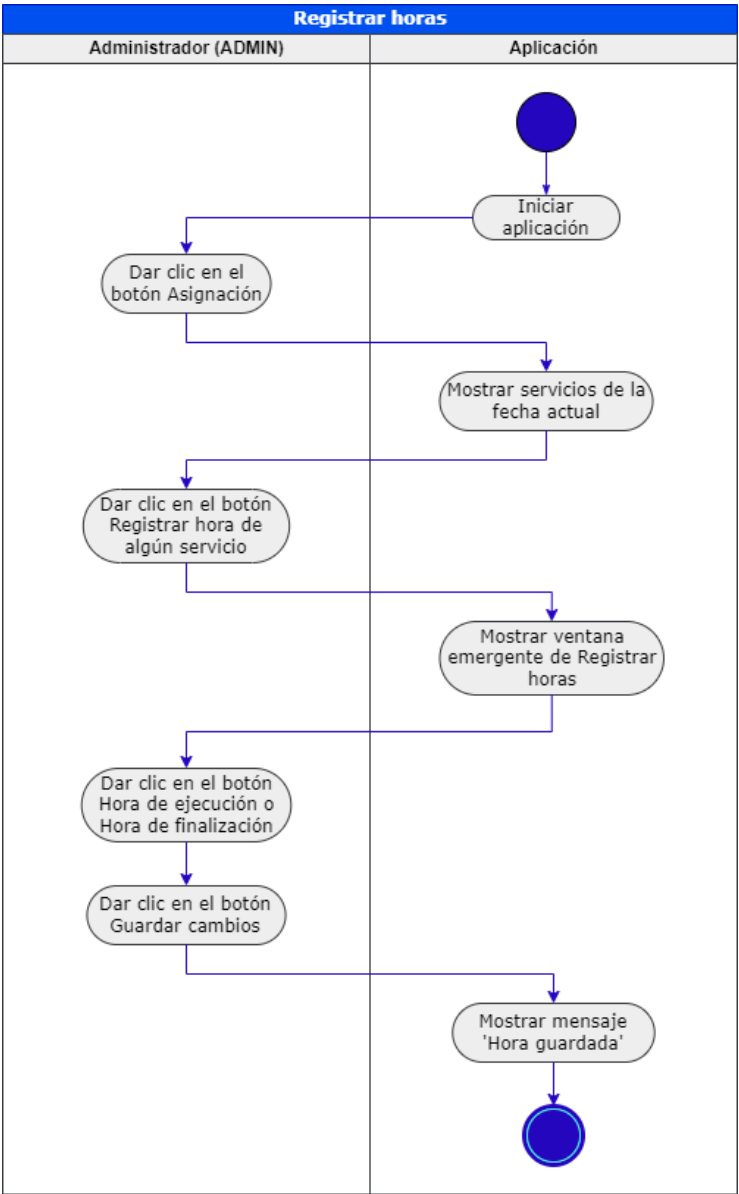 Registrar horas
Administrador (ADMIN)
Aplicación
Iniciar
aplicación
Dar clic en el
botón Asignación
Mostrar servicios de la
fecha actual
Dar clic en el botón
Registrar hora de
algún servicio
Mostrar ventana
emergente de Registrar
horas
Dar clic en el botón
Hora de ejecución o
Hora de finalización
Dar clic en el botón
Guardar cambios
Mostrar mensaje
'Hora guardada'